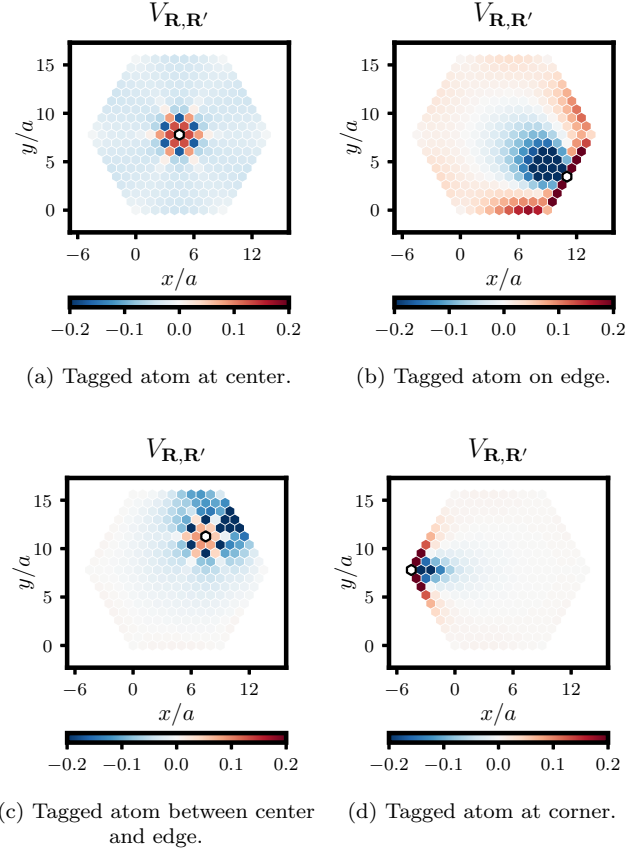 V_{R,R′} V_{R,R′}
15
10
5
0
y/a
−6 0 6 12
x/a
−0.2 −0.1 0.0 0.1 0.2
15
10
5
0
y/a
0 6 12
x/a
−0.2 −0.1 0.0 0.1 0.2
(a) Tagged atom at center. (b) Tagged atom on edge.
V_{R,R′} V_{R,R′}
15
10
5
0
y/a
−6 0 6 12
x/a
−0.2 −0.1 0.0 0.1 0.2
15
10
5
0
y/a
−6 0 6 12
x/a
−0.2 −0.1 0.0 0.1 0.2
(c) Tagged atom between center
and edge.
(d) Tagged atom at corner.